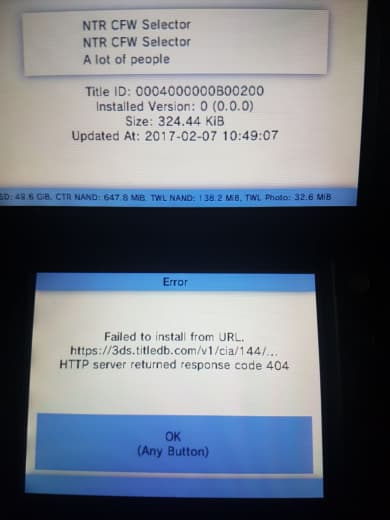 NTR CFW Selector
NTR CFW Selector
A lot of people
Title ID: 0004000000B00200
Installed Version: 0 (0.0.0)
Size: 324.44 KiB
Updated At: 2017-02-07 10:49:07
SD: 49.6 GiB, CTR NAND: 647.8 MiB, TWL NAND: 138.2 MiB, TWL Photo: 32.6 MiB
Error
Failed to install from URL.
https://3ds.titledb.com/v1/cia/144/...
HTTP server returned response code 404
OK
(Any Button)